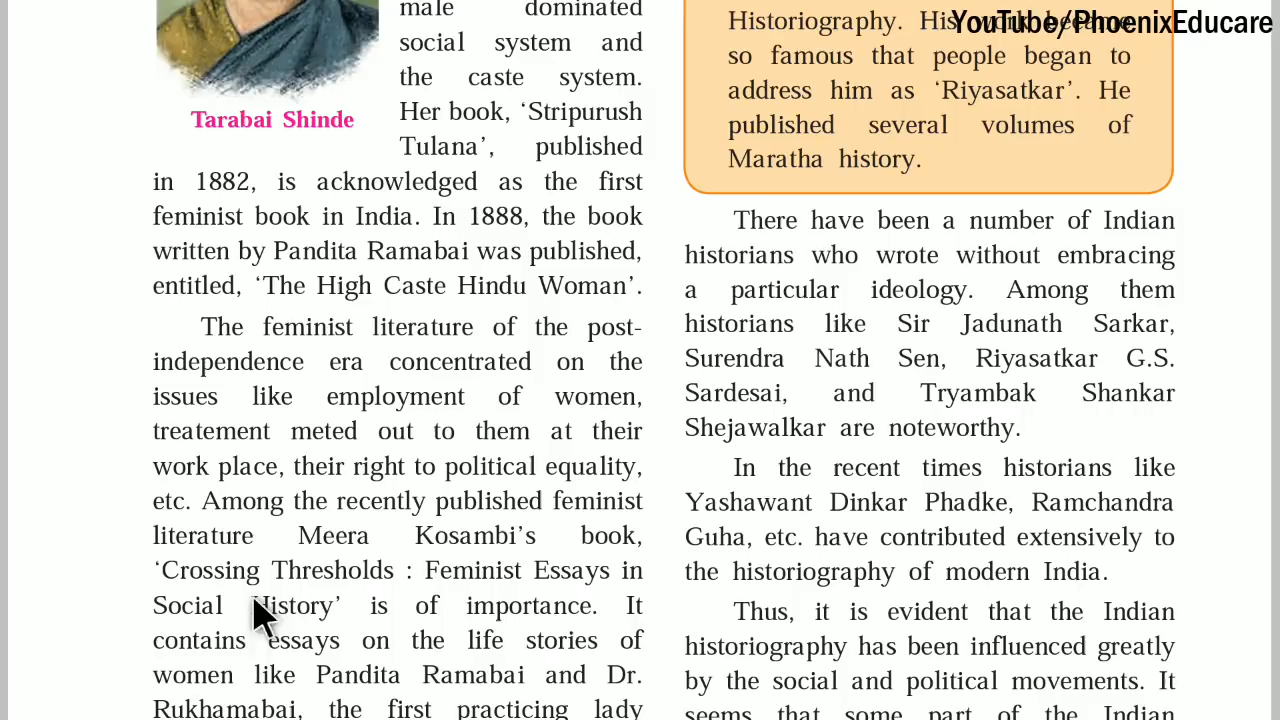 male dominated
social system and
the caste system.
Her book, ‘Stripurush
Tulana’, published
Tarabai Shinde
in 1882, is acknowledged as the first
feminist book in India. In 1888, the book
written by Pandita Ramabai was published,
entitled, ‘The High Caste Hindu Woman’.
The feminist literature of the post-
independence era concentrated on the
issues like employment of women,
treatement meted out to them at their
work place, their right to political equality,
etc. Among the recently published feminist
literature Meera Kosambi’s book,
‘Crossing Thresholds : Feminist Essays in
Social History’ is of importance. It
contains essays on the life stories of
women like Pandita Ramabai and Dr.
Rukhamabai, the first practicing lady
YouTube/PhoenixEducare
Historiography. His work became
so famous that people began to
address him as ‘Riyasatkar’. He
published several volumes of
Maratha history.
There have been a number of Indian
historians who wrote without embracing
a particular ideology. Among them
historians like Sir Jadunath Sarkar,
Surendra Nath Sen, Riyasatkar G.S.
Sardesai, and Tryambak Shankar
Shejawalkar are noteworthy.
In the recent times historians like
Yashawant Dinkar Phadke, Ramchandra
Guha, etc. have contributed extensively to
the historiography of modern India.
Thus, it is evident that the Indian
historiography has been influenced greatly
by the social and political movements. It
seems that some part of the Indian